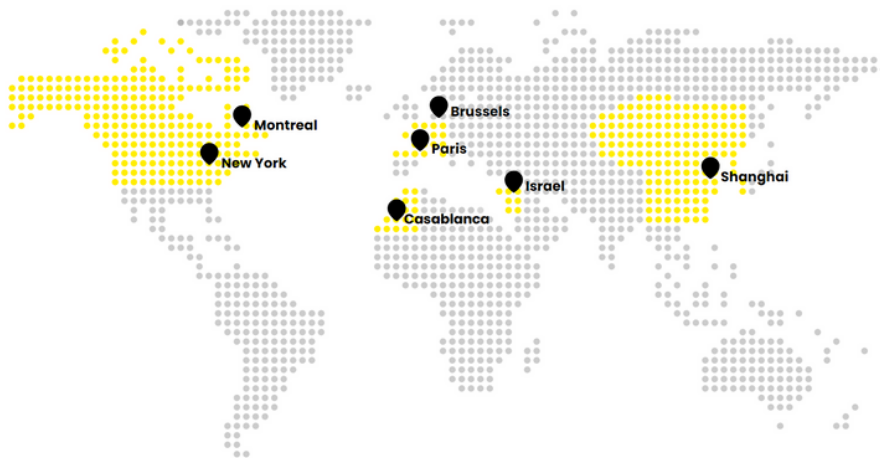 Brussels
Montreal
Paris
New York
Shanghai
Israel
Casablanca